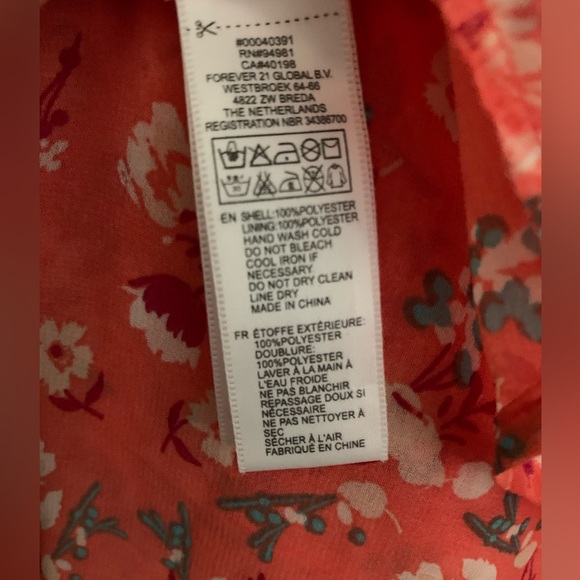 #00040391
RN#94981
CA#40198
FOREVER 21 GLOBAL B.V.
WESTBROEK 64-66
4822 ZW BREDA
THE NETHERLANDS
REGISTRATION NBR 34386700
EN SHELL:100%POLYESTER
LINING:100%POLYESTER
HAND WASH COLD
DO NOT BLEACH
COOL IRON IF
NECESSARY
DO NOT DRY CLEAN
LINE DRY
MADE IN CHINA
FR ÉTOFFE EXTÉRIEURE:
100%POLYESTER
DOUBLURE:
100%POLYESTER
LAVER À LA MAIN À
L'EAU FROIDE
NE PAS BLANCHIR
REPASSAGE DOUX SI
NÉCESSAIRE
NE PAS NETTOYER À
SEC
SÉCHER À L'AIR
FABRIQUÉ EN CHINE